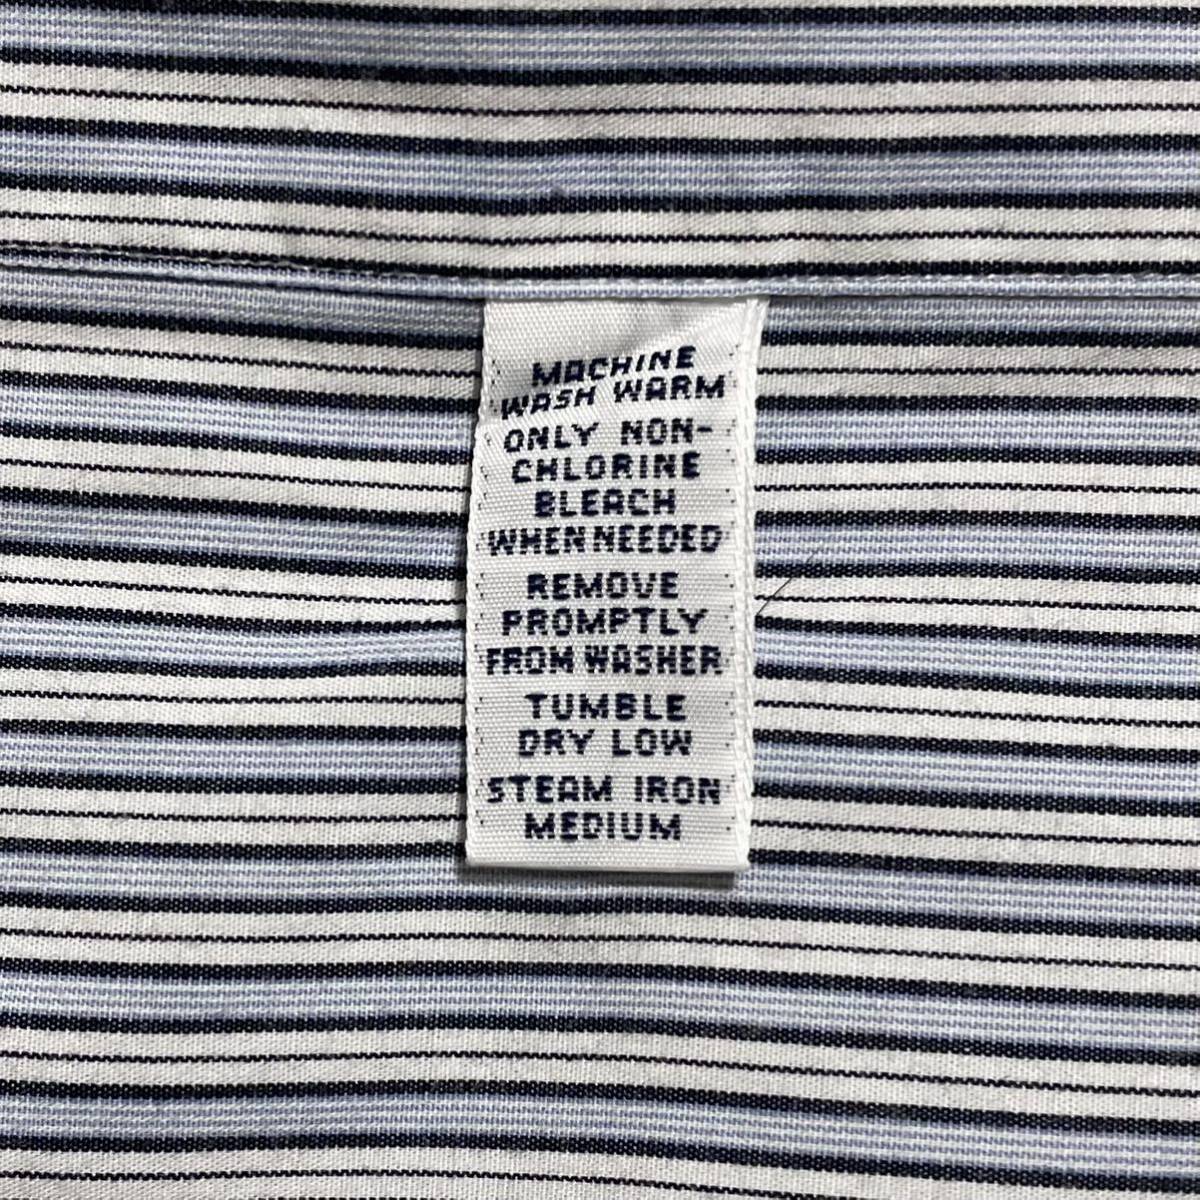 MACHINE
WASH WARM
ONLY NON-
CHLORINE
BLEACH
WHEN NEEDED
REMOVE
PROMPTLY
FROM WASHER
TUMBLE
DRY LOW
STEAM IRON
MEDIUM